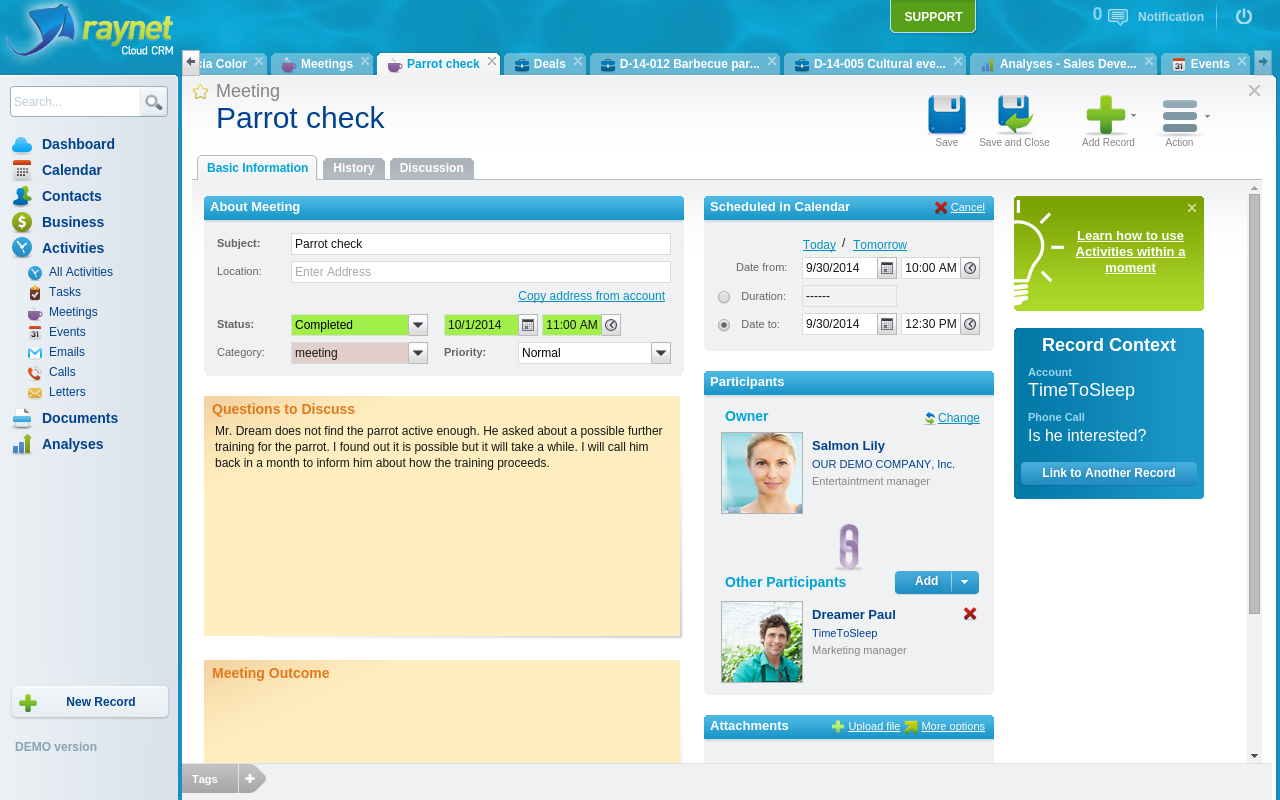 raynet
Cloud CRM
SUPPORT
0
Notification
cia Color
Meetings
Parrot check
Deals
D-14-012 Barbecue par...
D-14-005 Cultural eve...
Analyses - Sales Deve...
31
Events
Search...
Dashboard
Calendar
Contacts
Business
Activities
All Activities
Tasks
Meetings
31
Events
Emails
Calls
Letters
Documents
Analyses
New Record
DEMO version
Meeting
Parrot check
Save
Save and Close
Add Record
Action
Basic Information
History
Discussion
About Meeting
Subject:
Parrot check
Location:
Enter Address
Copy address from account
Status:
Completed
10/1/2014
11:00 AM
Category:
meeting
Priority:
Normal
Questions to Discuss
Mr. Dream does not find the parrot active enough. He asked about a possible further
training for the parrot. I found out it is possible but it will take a while. I will call him
back in a month to inform him about how the training proceeds.
Meeting Outcome
Scheduled in Calendar
Cancel
Today / Tomorrow
Date from:
9/30/2014
10:00 AM
Duration:
------
Date to:
9/30/2014
12:30 PM
Participants
Owner
Change
Salmon Lily
OUR DEMO COMPANY, Inc.
Entertaintment manager
Other Participants
Add
Dreamer Paul
TimeToSleep
Marketing manager
Attachments
Upload file
More options
Learn how to use
Activities within a
moment
Record Context
Account
TimeToSleep
Phone Call
Is he interested?
Link to Another Record
Tags